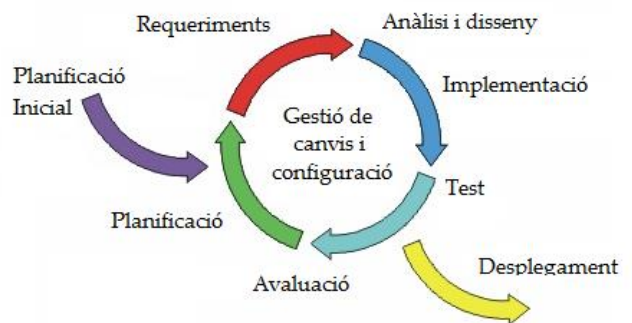 Requeriments
Anàlisi i disseny
Planificació
Inicial
Implementació
Gestió de
canvis i
configuració
Test
Planificació
Avaluació
Desplegament